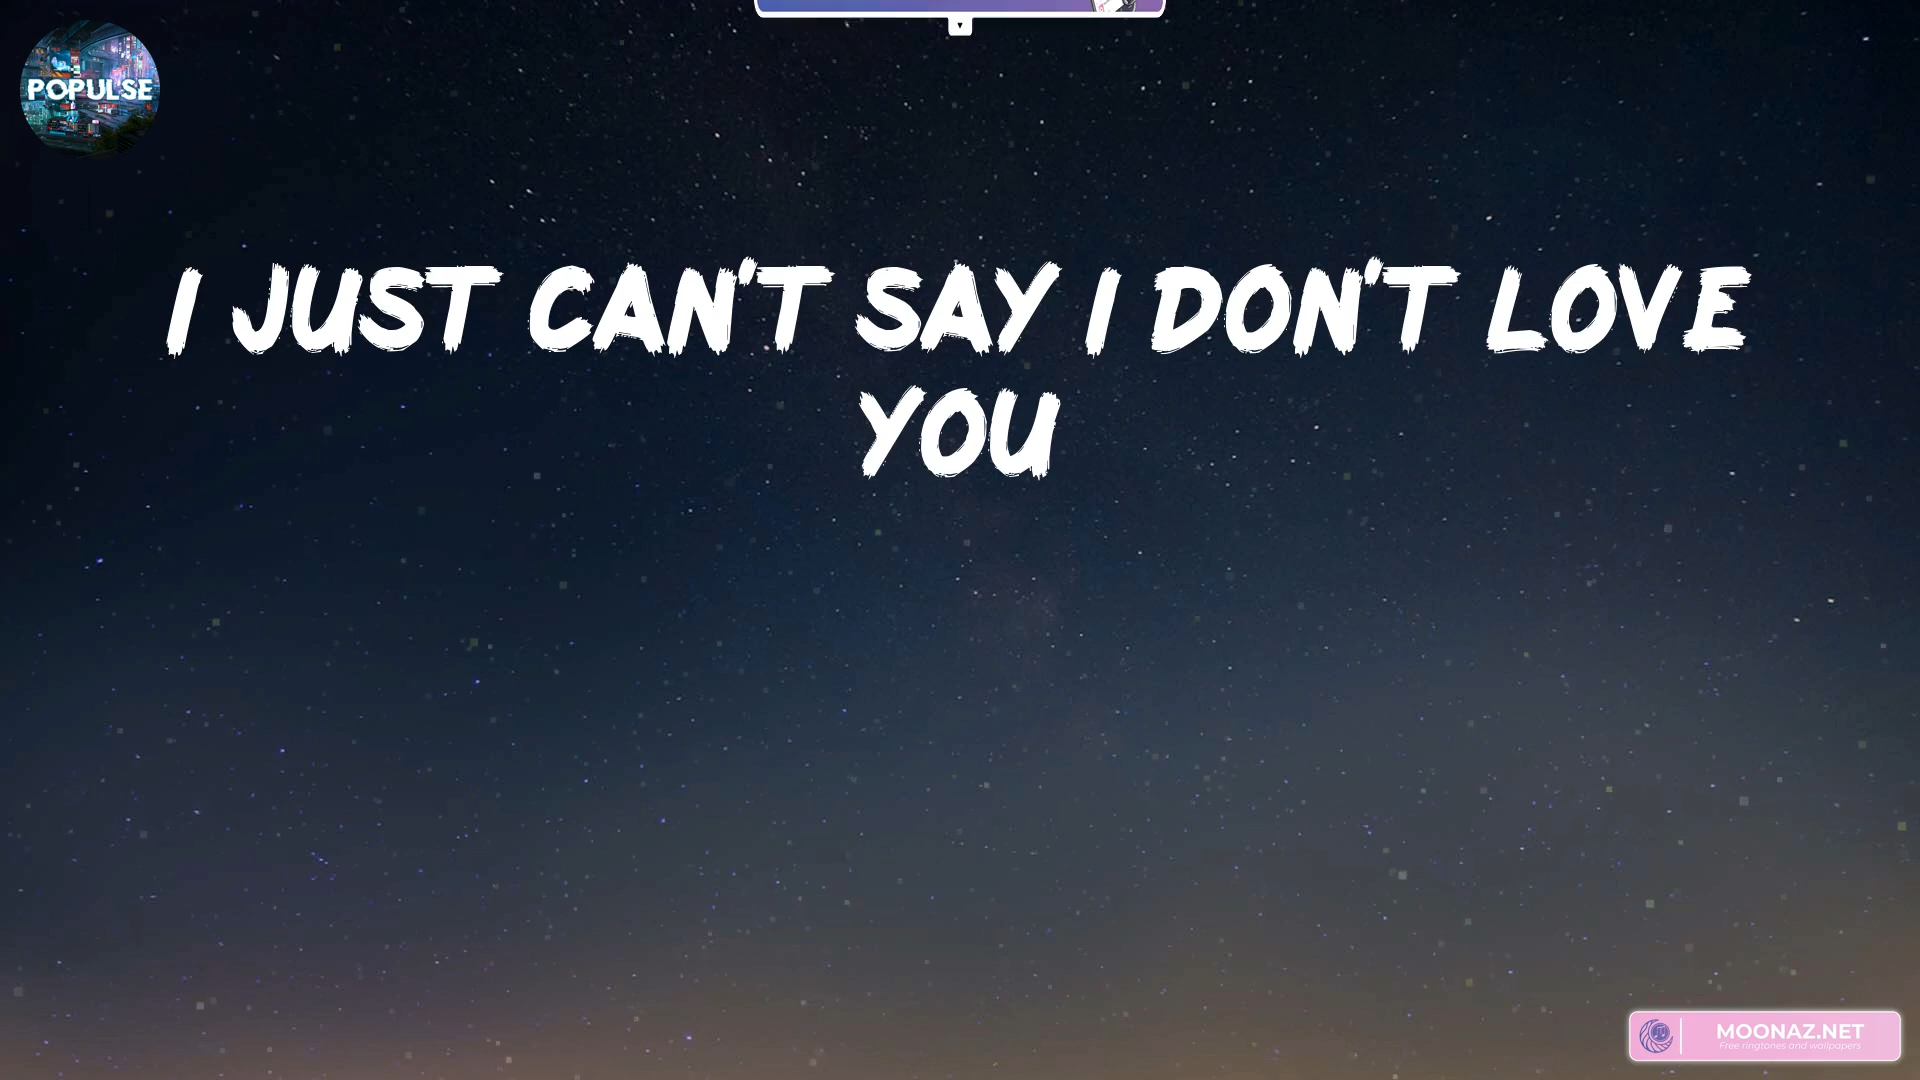 POPULSE
I JUST CAN'T SAY I DON'T LOVE
YOU
MOONAZ.NET
Free ringtones and wallpapers